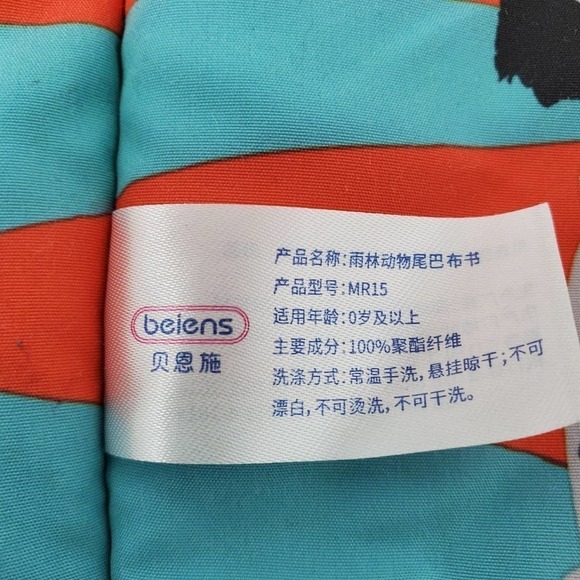 beiens
贝恩施
产品名称:雨林动物尾巴布书
产品型号:MR15
适用年龄:0岁及以上
主要成分:100%聚酯纤维
洗涤方式:常温手洗,悬挂晾干;不可
漂白,不可烫洗,不可干洗。